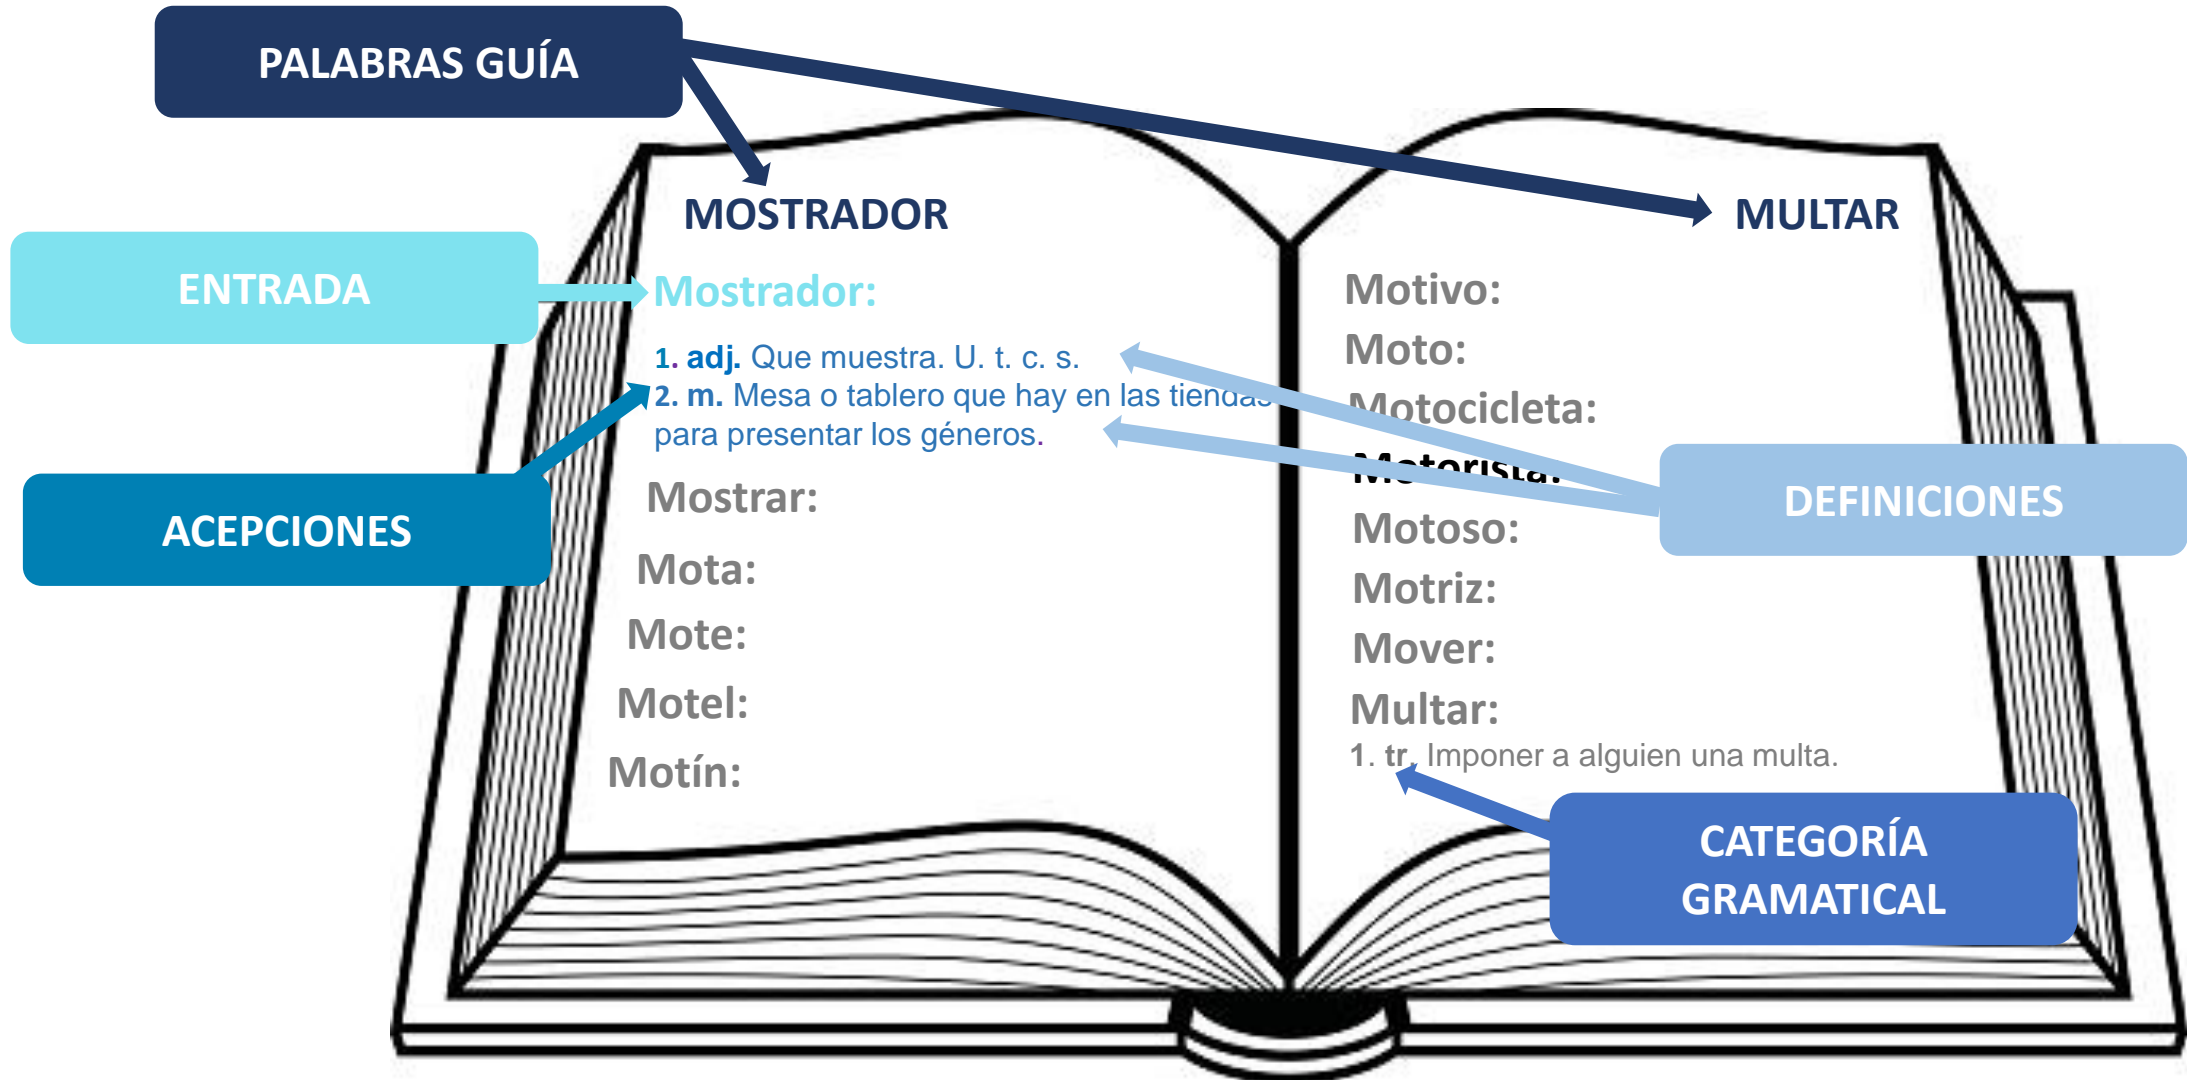 PALABRAS GUÍA
MOSTRADOR
MULTAR
ENTRADA
Mostrador:
1. adj. Que muestra. U. t. c. s.
2. m. Mesa o tablero que hay en las tiendas
para presentar los géneros.
ACEPCIONES
Mostrar:
Mota:
Mote:
Motel:
Motín:
Motivo:
Moto:
Motocicleta:
Motorista:
DEFINICIONES
Motoso:
Motriz:
Mover:
Multar:
1. tr. Imponer a alguien una multa.
CATEGORÍA
GRAMATICAL